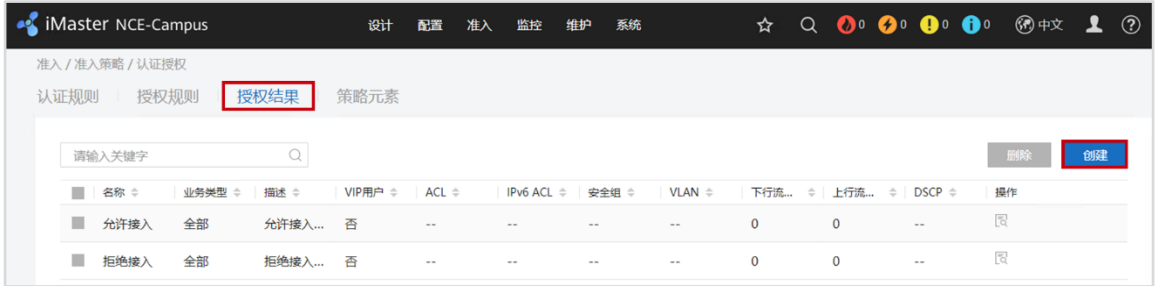 iMaster NCE-Campus 设计 配置 准入 监控 维护 系统 0 0 0 0 中文
准入 / 准入策略 / 认证授权
认证规则 授权规则 授权结果 策略元素
请输入关键字 删除 创建
名称 业务类型 描述 VIP用户 ACL IPv6 ACL 安全组 VLAN 下行流... 上行流... DSCP 操作
允许接入 全部 允许接入... 否 -- -- -- -- 0 0 --
拒绝接入 全部 拒绝接入... 否 -- -- -- -- 0 0 --